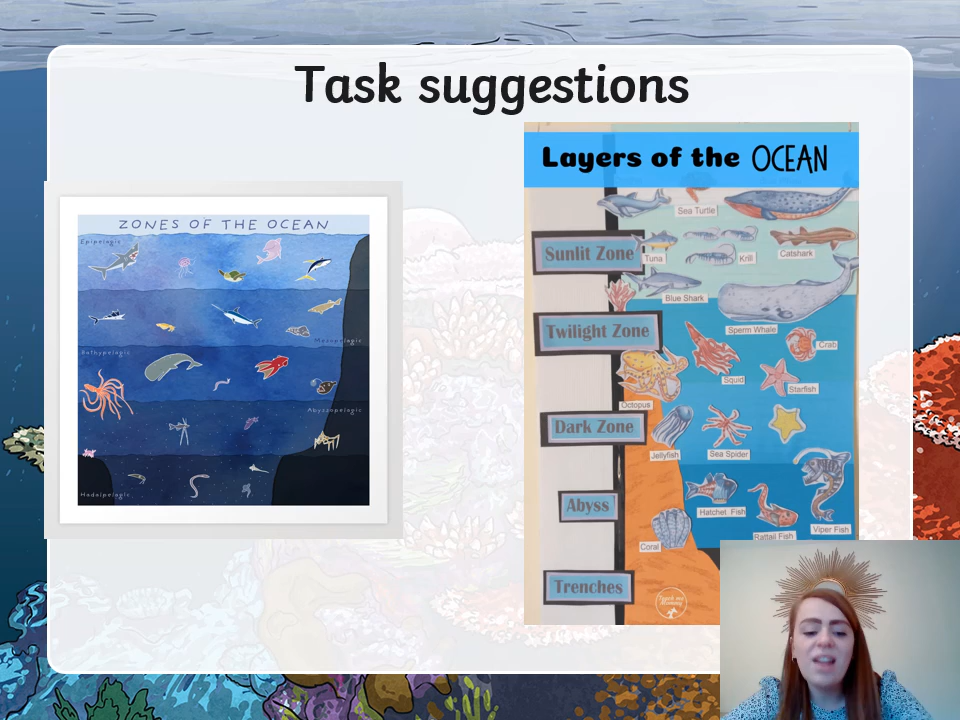 Task suggestions
ZONES OF THE OCEAN
Epipelagic
Mesopelagic
Bathypelagic
Abyssopelagic
Hadalpelagic
Layers of the OCEAN
Sea Turtle
Sunlit Zone
Tuna
Krill
Catshark
Blue Shark
Sperm Whale
Twilight Zone
Crab
Squid
Starfish
Octopus
Dark Zone
Jellyfish
Sea Spider
Abyss
Hatchet Fish
Rattail Fish
Viper Fish
Coral
Trenches